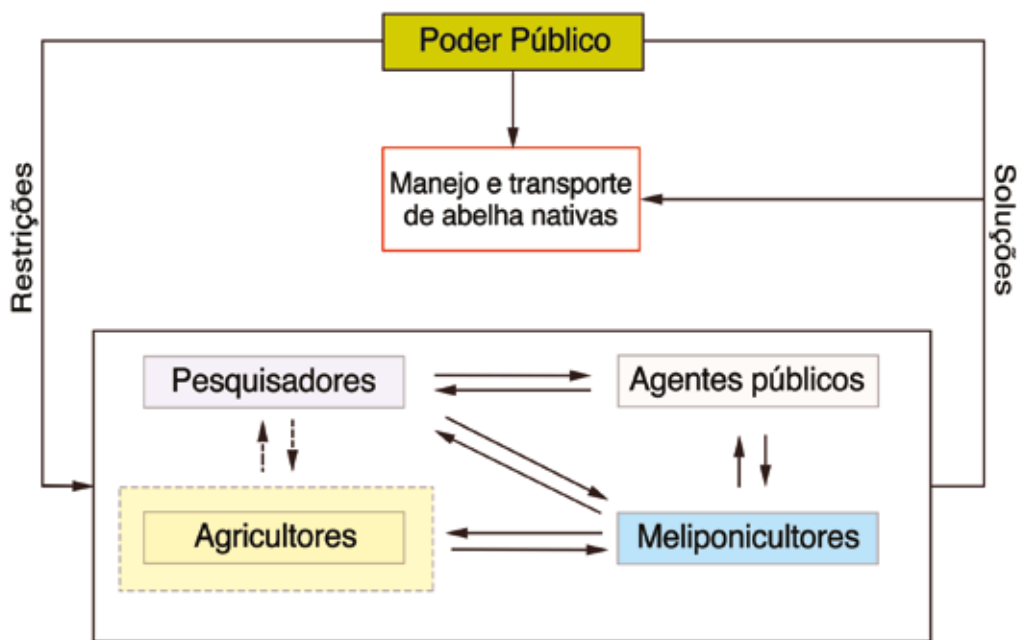 Poder Público
Manejo e transporte
de abelha nativas
Restrições
Soluções
Pesquisadores
Agentes públicos
Agricultores
Meliponicultores